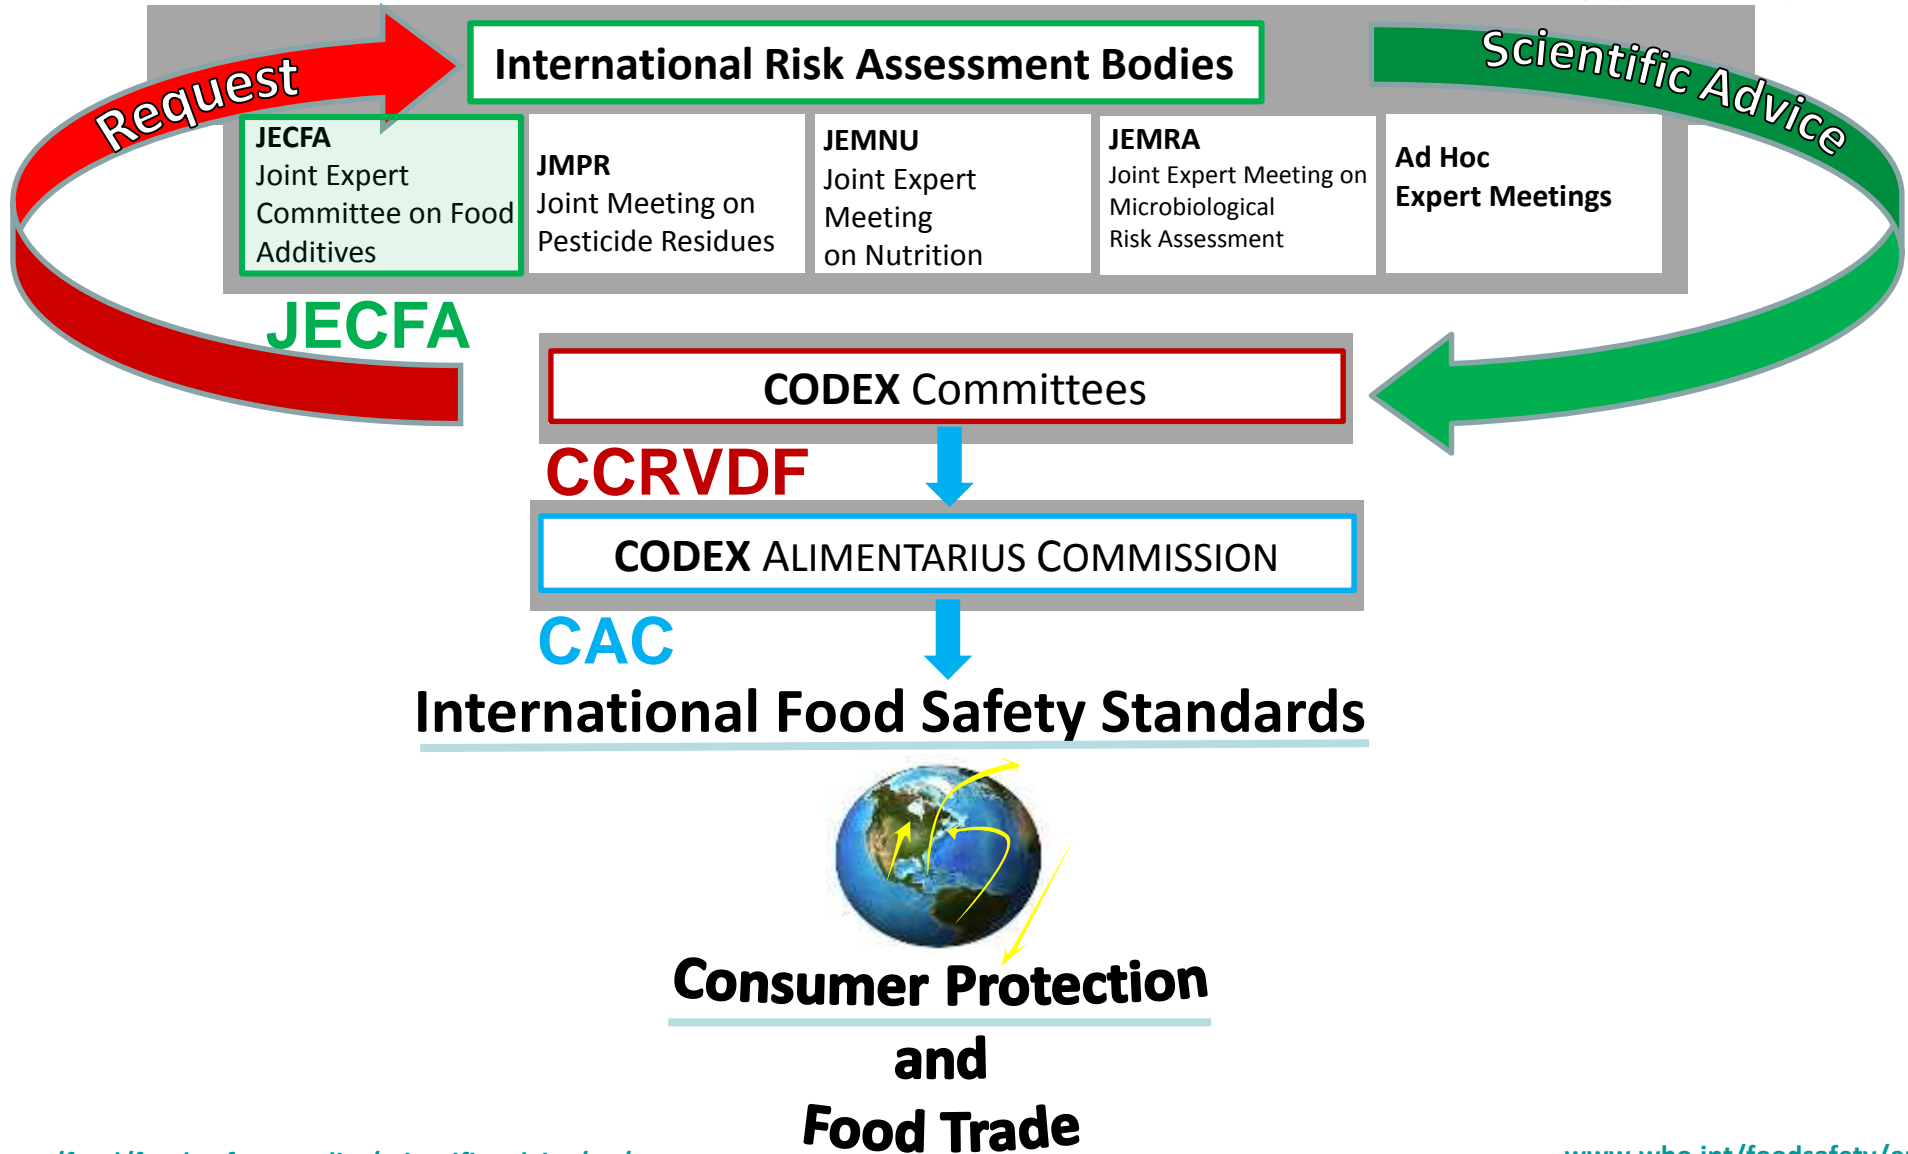 Request
International Risk Assessment Bodies
Scientific Advice
JECFA
Joint Expert
Committee on Food
Additives
JMPR
Joint Meeting on
Pesticide Residues
JEMNU
Joint Expert
Meeting
on Nutrition
JEMRA
Joint Expert Meeting on
Microbiological
Risk Assessment
Ad Hoc
Expert Meetings
JECFA
CODEX Committees
CCRVDF
CODEX ALIMENTARIUS COMMISSION
CAC
International Food Safety Standards
Consumer Protection
and
Food Trade